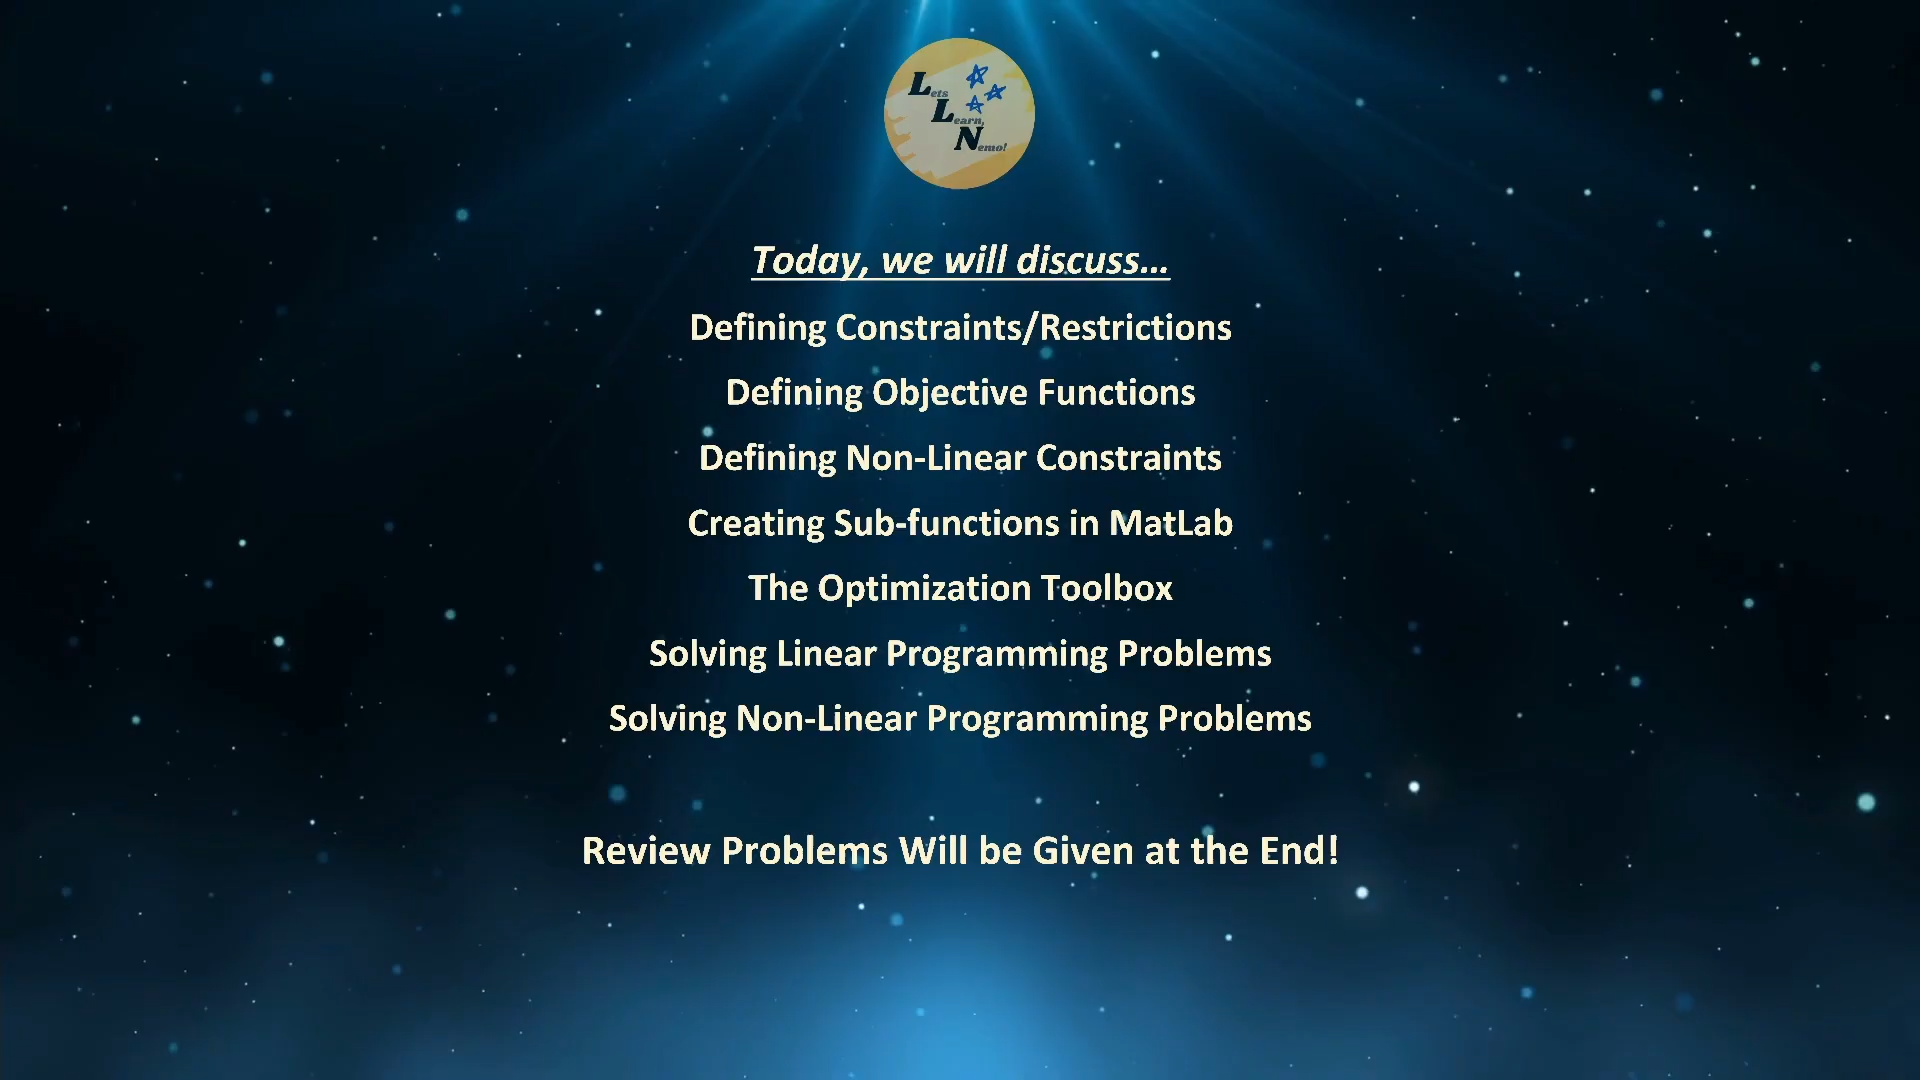 Lets
Learn,
Nemo!
Today, we will discuss...
Defining Constraints/Restrictions
Defining Objective Functions
Defining Non-Linear Constraints
Creating Sub-functions in MatLab
The Optimization Toolbox
Solving Linear Programming Problems
Solving Non-Linear Programming Problems
Review Problems Will be Given at the End!